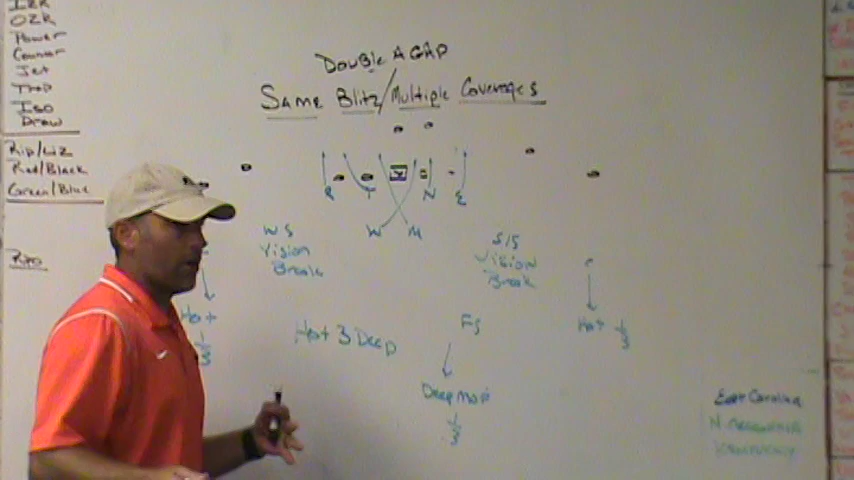 IZR
OZR
Power
Counter
Jet
Trap
Iso
Draw
Rip/Liz
Red/Black
Green/Blue
Double A GAP
Same Blitz/Multiple Coverages
R T N E
W M
WS
Vision
Break
S/S
Vision
Break
C
Hot
1/3
Hot 3 Deep
FS
Deep
1/3
C
Hot 1/3
East Carolina